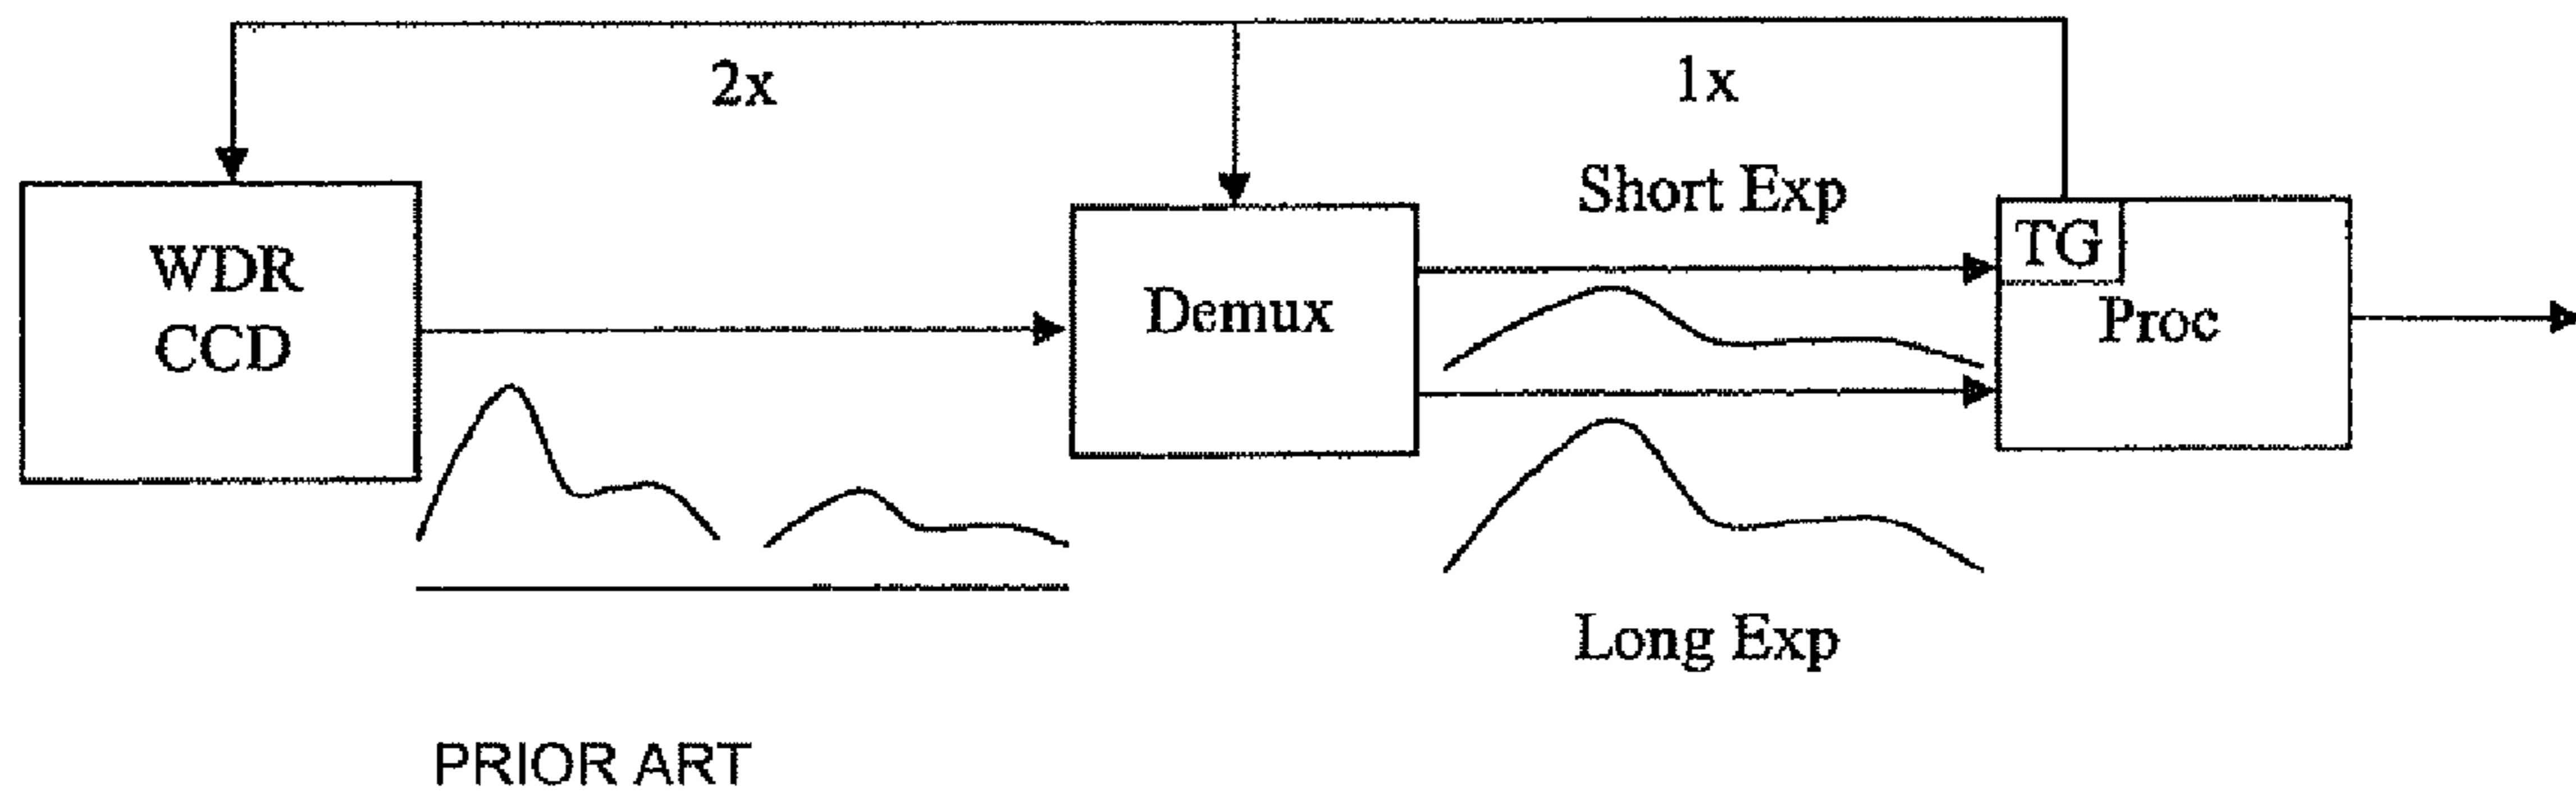 2x
1x
Short Exp
WDR
CCD
Demux
TG
Proc
Long Exp
PRIOR ART